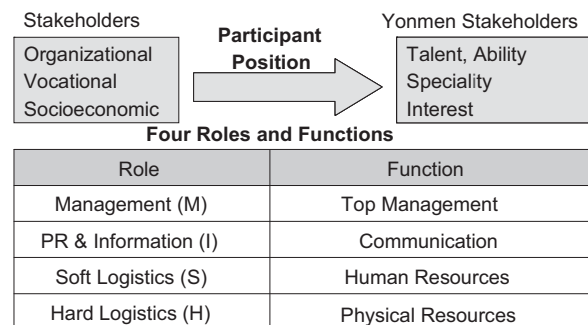 Stakeholders
Organizational
Vocational
Socioeconomic
Participant
Position
Yonmen Stakeholders
Talent, Ability
Speciality
Interest
Four Roles and Functions
Role Function
Management (M) Top Management
PR & Information (I) Communication
Soft Logistics (S) Human Resources
Hard Logistics (H) Physical Resources